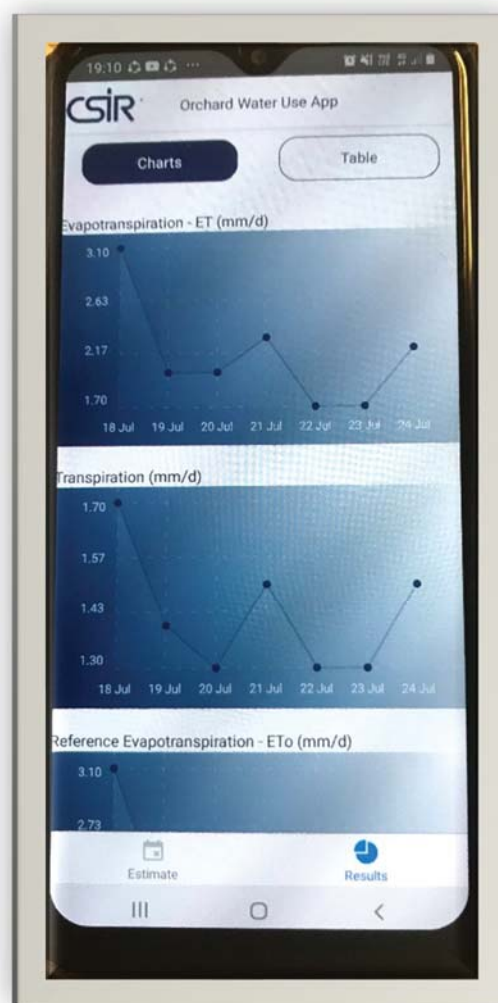 19:10
CSIR Orchard Water Use App
Charts Table
Evapotranspiration - ET (mm/d)
3.10
2.63
2.17
1.70
18 Jul 19 Jul 20 Jul 21 Jul 22 Jul 23 Jul 24 Jul
Transpiration (mm/d)
1.70
1.57
1.43
1.30
18 Jul 19 Jul 20 Jul 21 Jul 22 Jul 23 Jul 24 Jul
Reference Evapotranspiration - ETo (mm/d)
3.10
2.73
Estimate Results